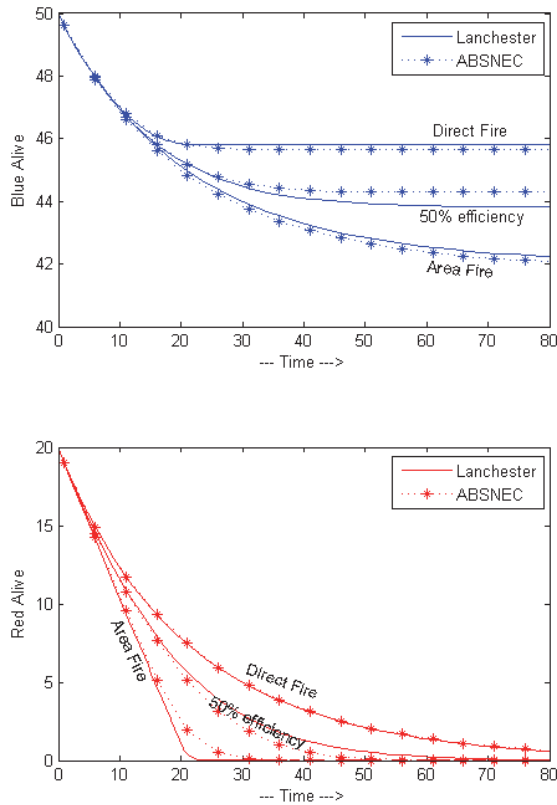 50
48
46
44
42
40
Blue Alive
Lanchester
ABSNEC
Direct Fire
50% efficiency
Area Fire
0 10 20 30 40 50 60 70 80
--- Time --->
20
15
10
5
0
Red Alive
Lanchester
ABSNEC
Area Fire
Direct Fire
50% efficiency
0 10 20 30 40 50 60 70 80
--- Time --->